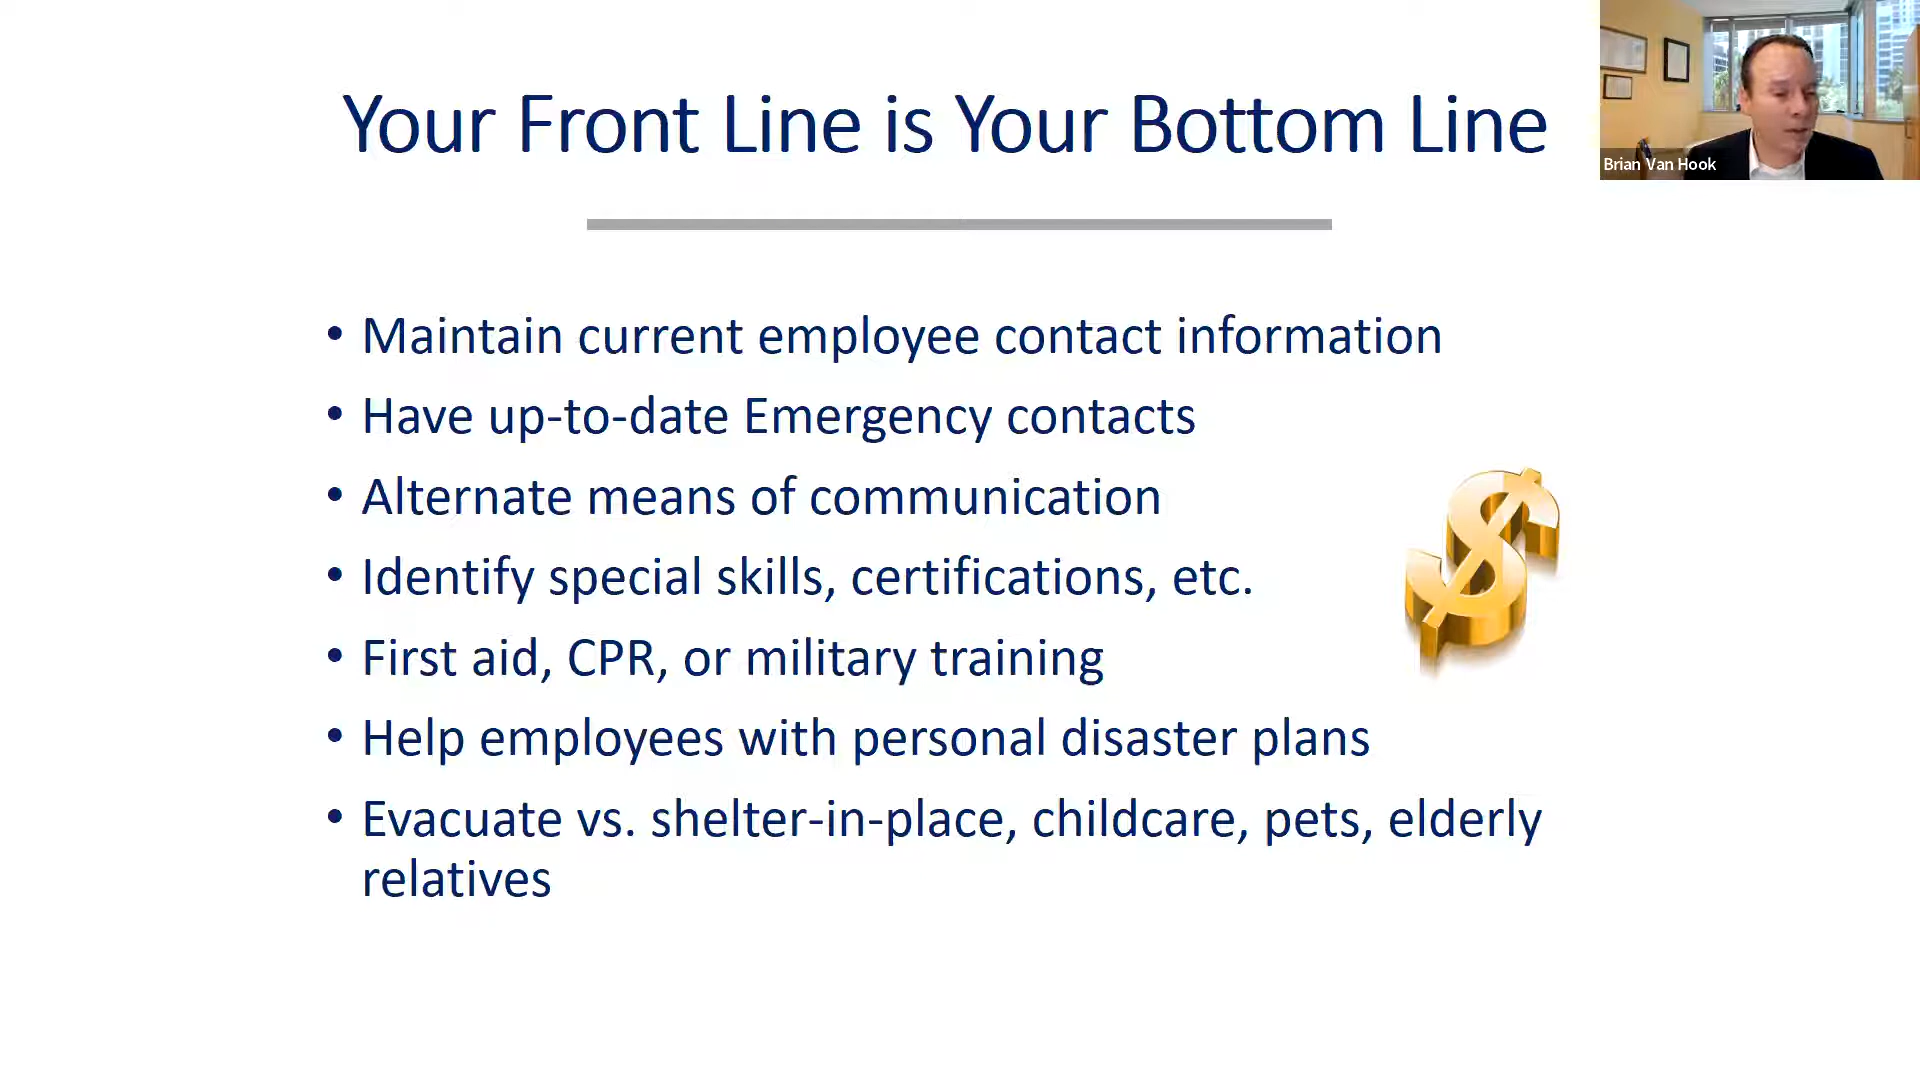 Your Front Line is Your Bottom Line
Brian Van Hook
• Maintain current employee contact information
• Have up-to-date Emergency contacts
• Alternate means of communication
• Identify special skills, certifications, etc.
• First aid, CPR, or military training
• Help employees with personal disaster plans
• Evacuate vs. shelter-in-place, childcare, pets, elderly
relatives
$